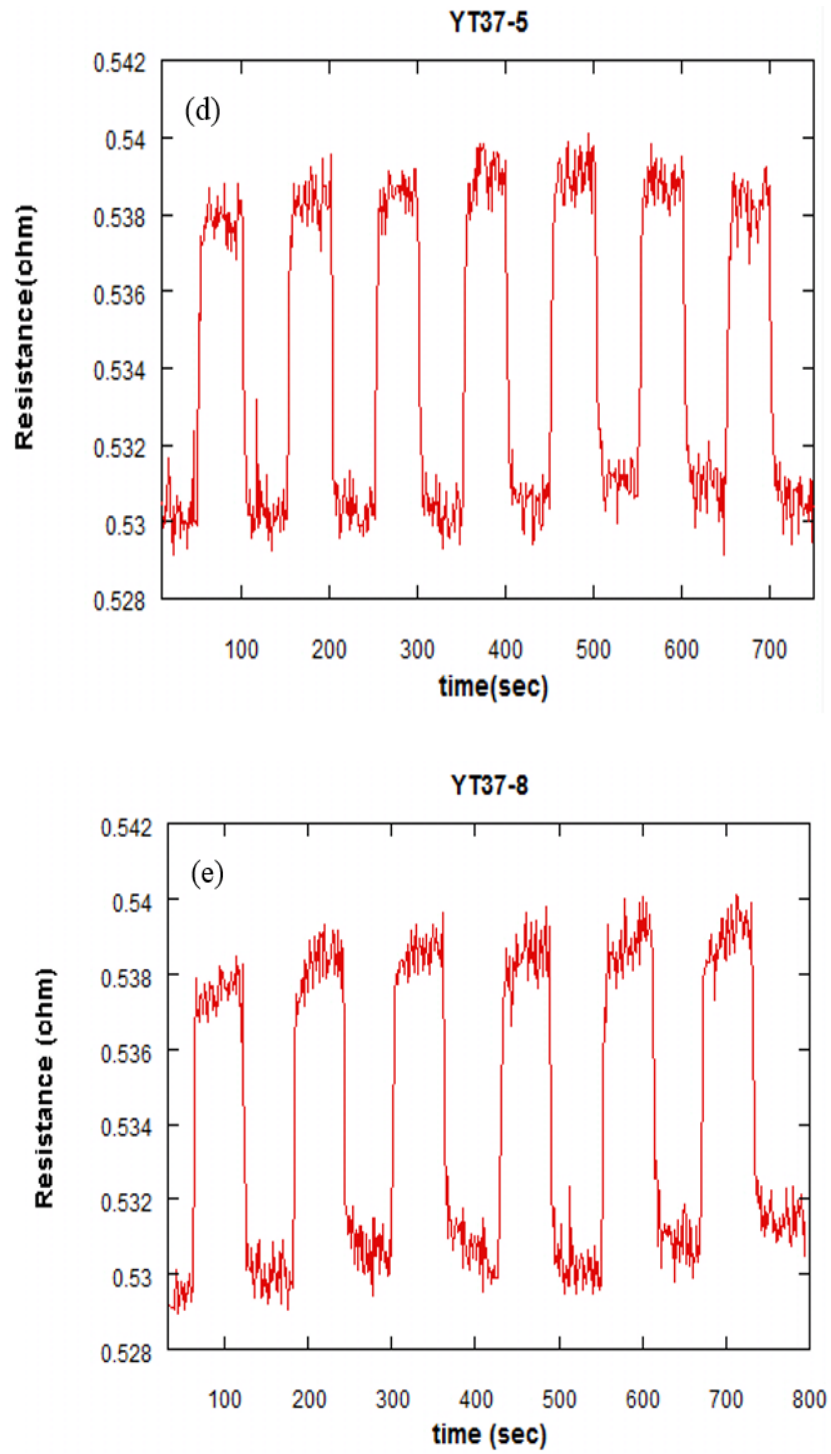 YT37-5
(d)
0.542
0.54
0.538
0.536
0.534
0.532
0.53
0.528
Resistance(ohm)
100 200 300 400 500 600 700
time(sec)
YT37-8
(e)
0.542
0.54
0.538
0.536
0.534
0.532
0.53
0.528
Resistance (ohm)
100 200 300 400 500 600 700 800
time (sec)